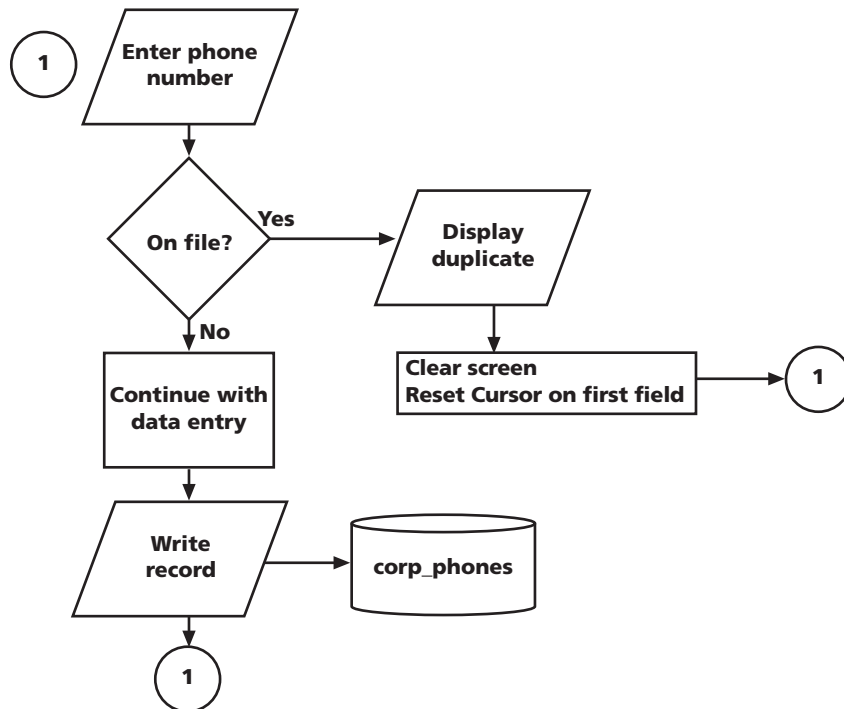 1
Enter phone
number
On file?
Yes
Display
duplicate
No
Clear screen
Reset Cursor on first field
1
Continue with
data entry
Write
record
corp_phones
1